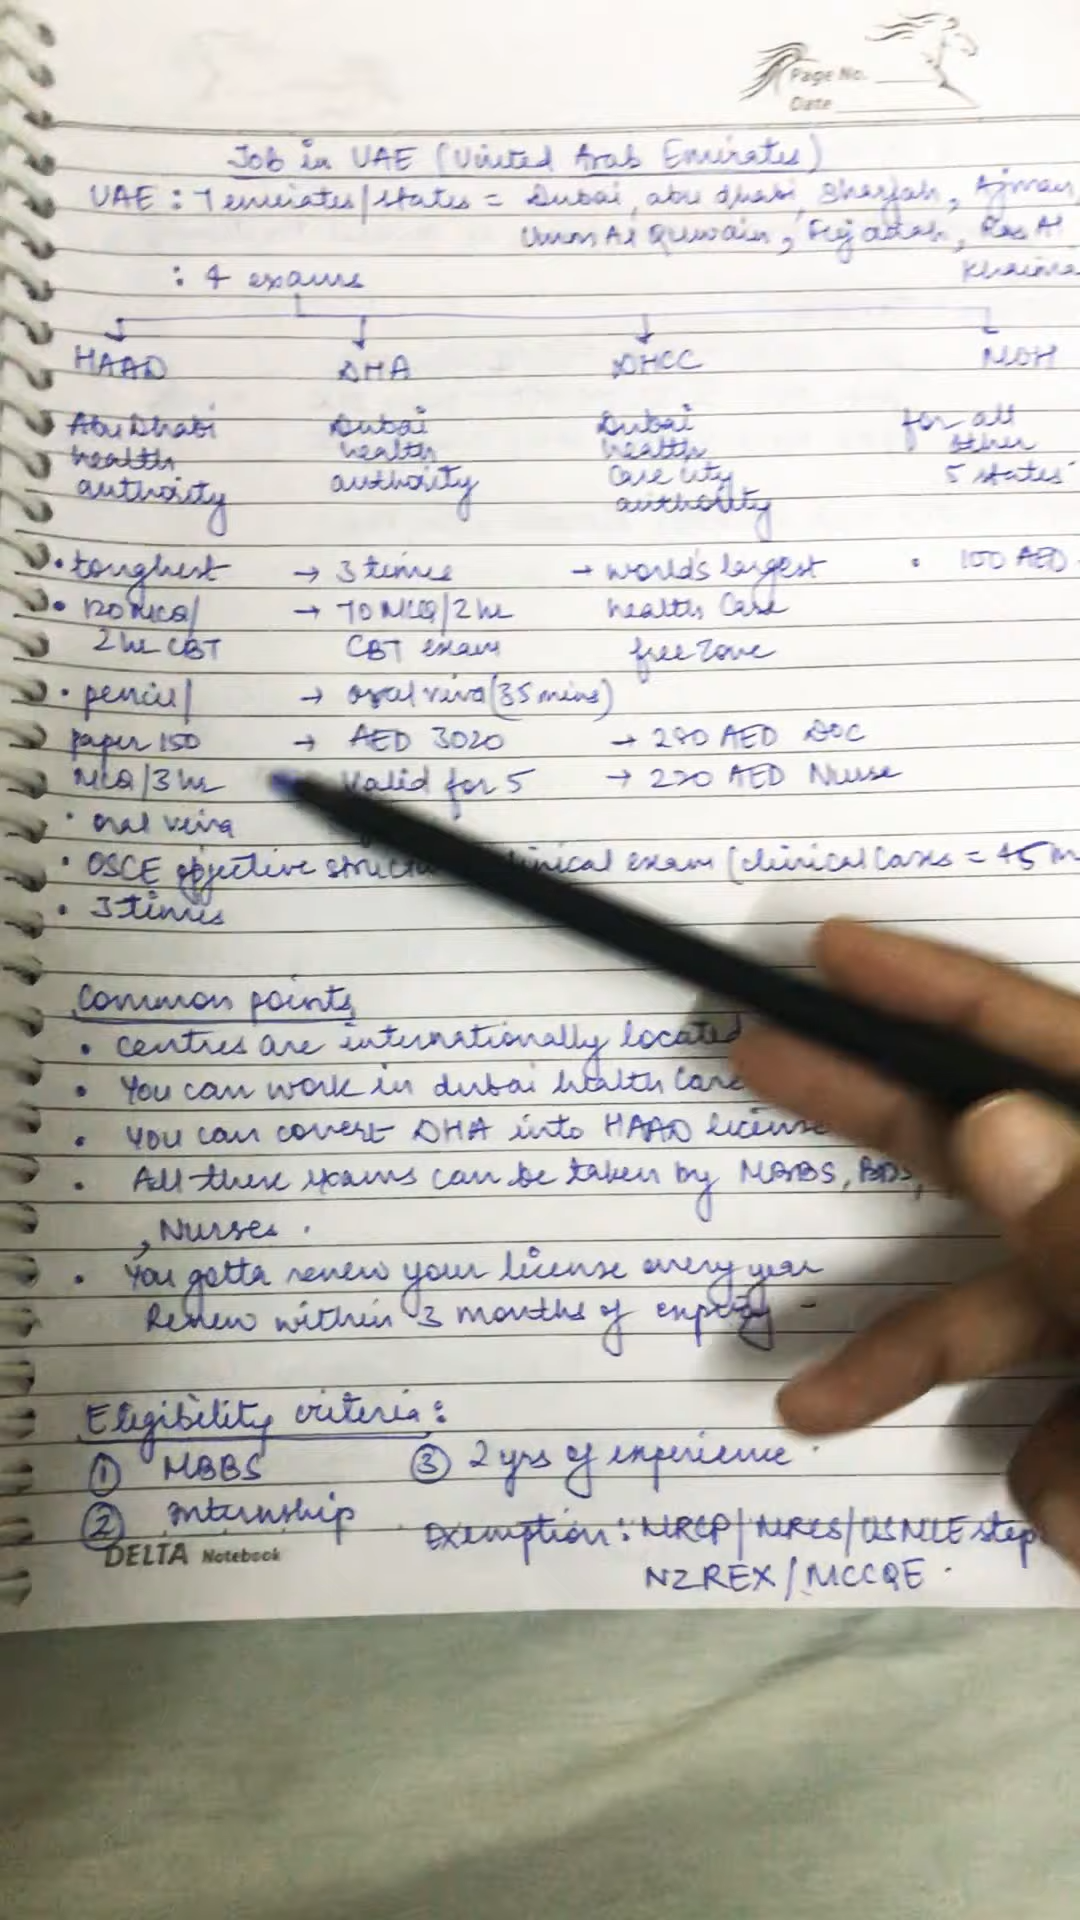 Page No.
Date
Job in UAE (United Arab Emirates)
UAE : 7 emirates/states = Dubai, abu dhabi, Sharjah, Ajman,
Umm Al Quwain, Fujairah, Ras Al
Khaima
: 4 exams
HAAD DHA DHCC MOH
Abu Dhabi health authority
Dubai health authority
Dubai health Care city authority
for all other 5 states
• toughest → 3 times → world's largest • 100 AED
• 120 MCQ/ → 70 MCQ/2 hr health Care
2 hr CBT CBT exam free zone
• pencil/ → oral viva (35 mins)
paper 150 → AED 3020 → 280 AED DOC
MCQ/3 hr Valid for 5 → 220 AED Nurse
• oral viva
• OSCE objective clinical exam (clinical cases = 45 m
• 3 times
Common points
• Centres are internationally located
• You can work in dubai health Care
• You can covert DHA into HAAD license
• All these exams can be taken by MBBS, BDS,
, Nurses .
• You gotta renew your license every year
Renew within 3 months of expiry -
Eligibility criteria :
① MBBS ③ 2 yrs of experience .
② Internship
Exemption : MRCP/MRCS/USMLE step
NZREX/MCCQE .
DELTA Notebook